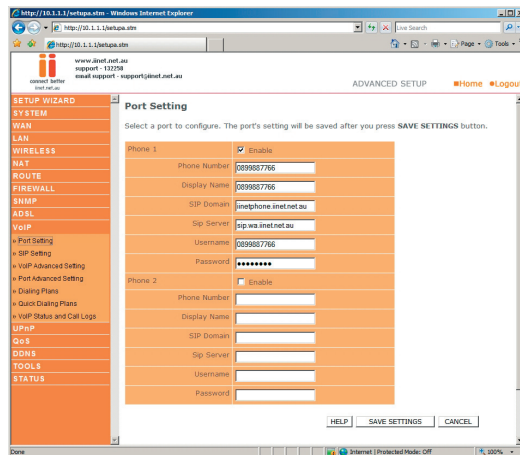 http://10.1.1.1/setupa.stm - Windows Internet Explorer
http://10.1.1.1/setupa.stm
Live Search
http://10.1.1.1/setupa.stm
Page
Tools
www.iinet.net.au
support - 132258
email support - support@iinet.net.au
connect better
iinet.net.au
ADVANCED SETUP
Home
Logout
SETUP WIZARD
SYSTEM
WAN
LAN
WIRELESS
NAT
ROUTE
FIREWALL
SNMP
ADSL
VoIP
» Port Setting
» SIP Setting
» VoIP Advanced Setting
» Port Advanced Setting
» Dialing Plans
» Quick Dialing Plans
» VoIP Status and Call Logs
UPnP
QoS
DDNS
TOOLS
STATUS
Port Setting
Select a port to configure. The port's setting will be saved after you press SAVE SETTINGS button.
Phone 1 Enable
Phone Number 0899887766
Display Name 0899887766
SIP Domain iinetphone.iinet.net.au
Sip Server sip.wa.iinet.net.au
Username 0899887766
Password ••••••••
Phone 2 Enable
Phone Number
Display Name
SIP Domain
Sip Server
Username
Password
HELP SAVE SETTINGS CANCEL
Done
Internet | Protected Mode: Off
100%